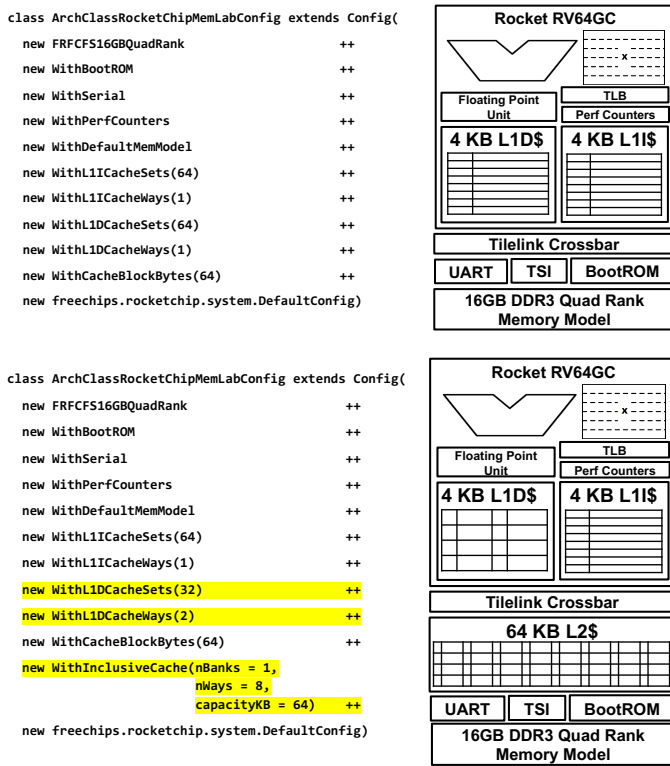 class ArchClassRocketChipMemLabConfig extends Config(
new FRFCFS16GBQuadRank ++
new WithBootROM ++
new WithSerial ++
new WithPerfCounters ++
new WithDefaultMemModel ++
new WithL1ICacheSets(64) ++
new WithL1ICacheWays(1) ++
new WithL1DCacheSets(64) ++
new WithL1DCacheWays(1) ++
new WithCacheBlockBytes(64) ++
new freechips.rocketchip.system.DefaultConfig)
Rocket RV64GC
x
Floating Point
Unit
TLB
Perf Counters
4 KB L1D$
4 KB L1I$
Tilelink Crossbar
UART
TSI
BootROM
16GB DDR3 Quad Rank
Memory Model
class ArchClassRocketChipMemLabConfig extends Config(
new FRFCFS16GBQuadRank ++
new WithBootROM ++
new WithSerial ++
new WithPerfCounters ++
new WithDefaultMemModel ++
new WithL1ICacheSets(64) ++
new WithL1ICacheWays(1) ++
new WithL1DCacheSets(32) ++
new WithL1DCacheWays(2) ++
new WithCacheBlockBytes(64) ++
new WithInclusiveCache(nBanks = 1,
nWays = 8,
capacityKB = 64) ++
new freechips.rocketchip.system.DefaultConfig)
Rocket RV64GC
x
Floating Point
Unit
TLB
Perf Counters
4 KB L1D$
4 KB L1I$
Tilelink Crossbar
64 KB L2$
UART
TSI
BootROM
16GB DDR3 Quad Rank
Memory Model